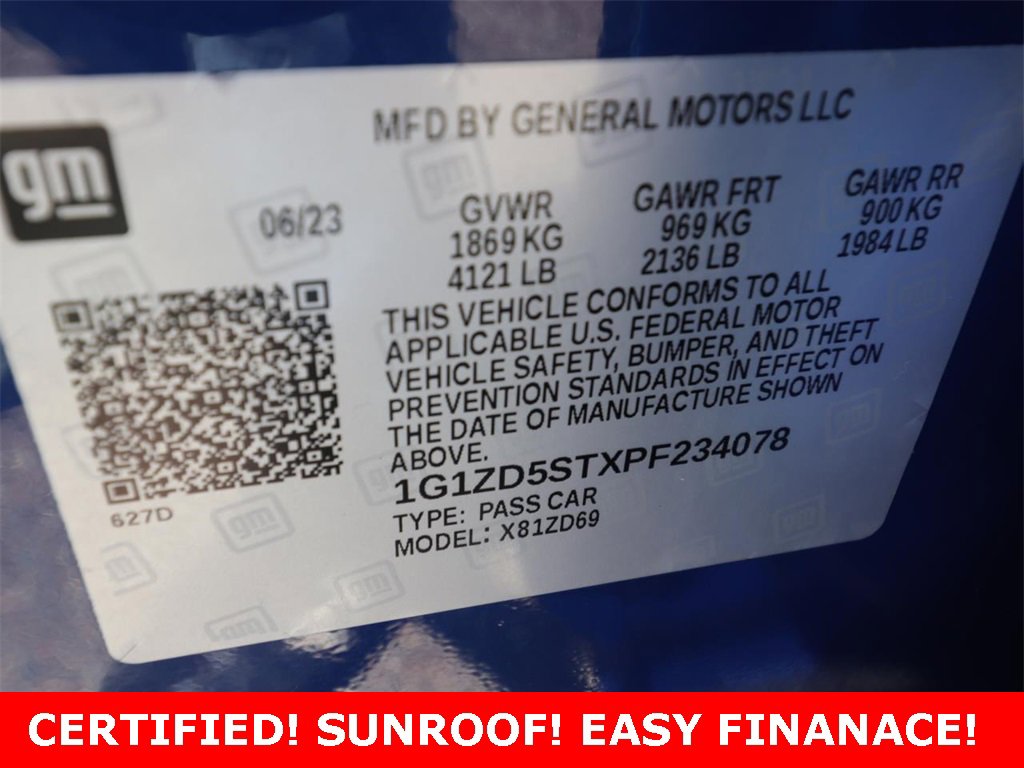 MFD BY GENERAL MOTORS LLC
gm
06/23
GVWR
1869 KG
4121 LB
GAWR FRT
969 KG
2136 LB
GAWR RR
900 KG
1984 LB
THIS VEHICLE CONFORMS TO ALL
APPLICABLE U.S. FEDERAL MOTOR
VEHICLE SAFETY, BUMPER, AND THEFT
PREVENTION STANDARDS IN EFFECT ON
THE DATE OF MANUFACTURE SHOWN
ABOVE.
1G1ZD5STXPF234078
TYPE: PASS CAR
MODEL: X81ZD69
627D
CERTIFIED! SUNROOF! EASY FINANACE!